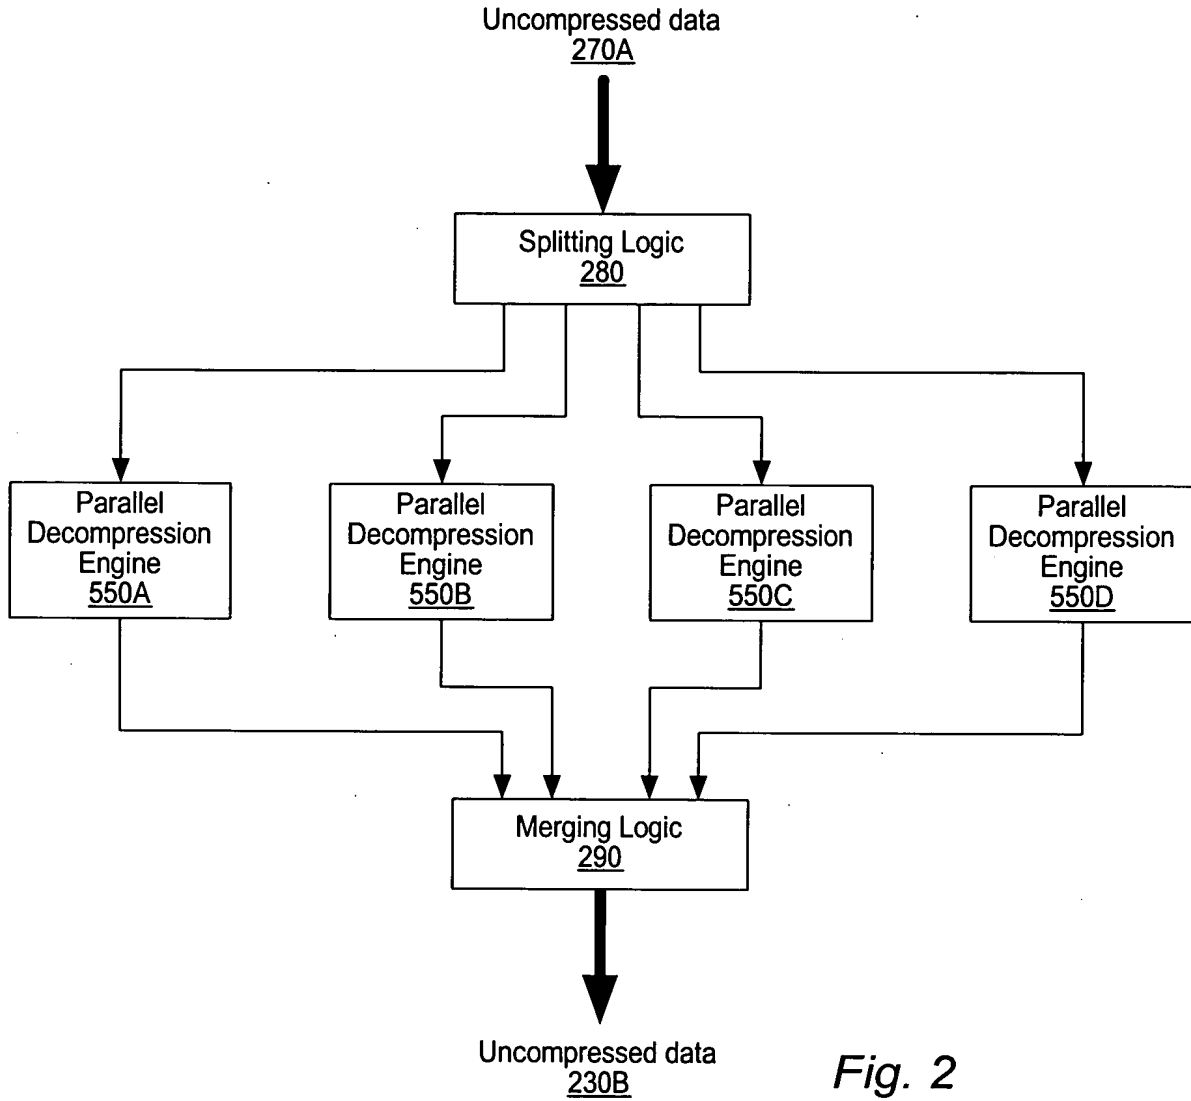 Uncompressed data
270A
Splitting Logic
280
Parallel
Decompression
Engine
550A
Parallel
Decompression
Engine
550B
Parallel
Decompression
Engine
550C
Parallel
Decompression
Engine
550D
Merging Logic
290
Uncompressed data
230B
Fig. 2